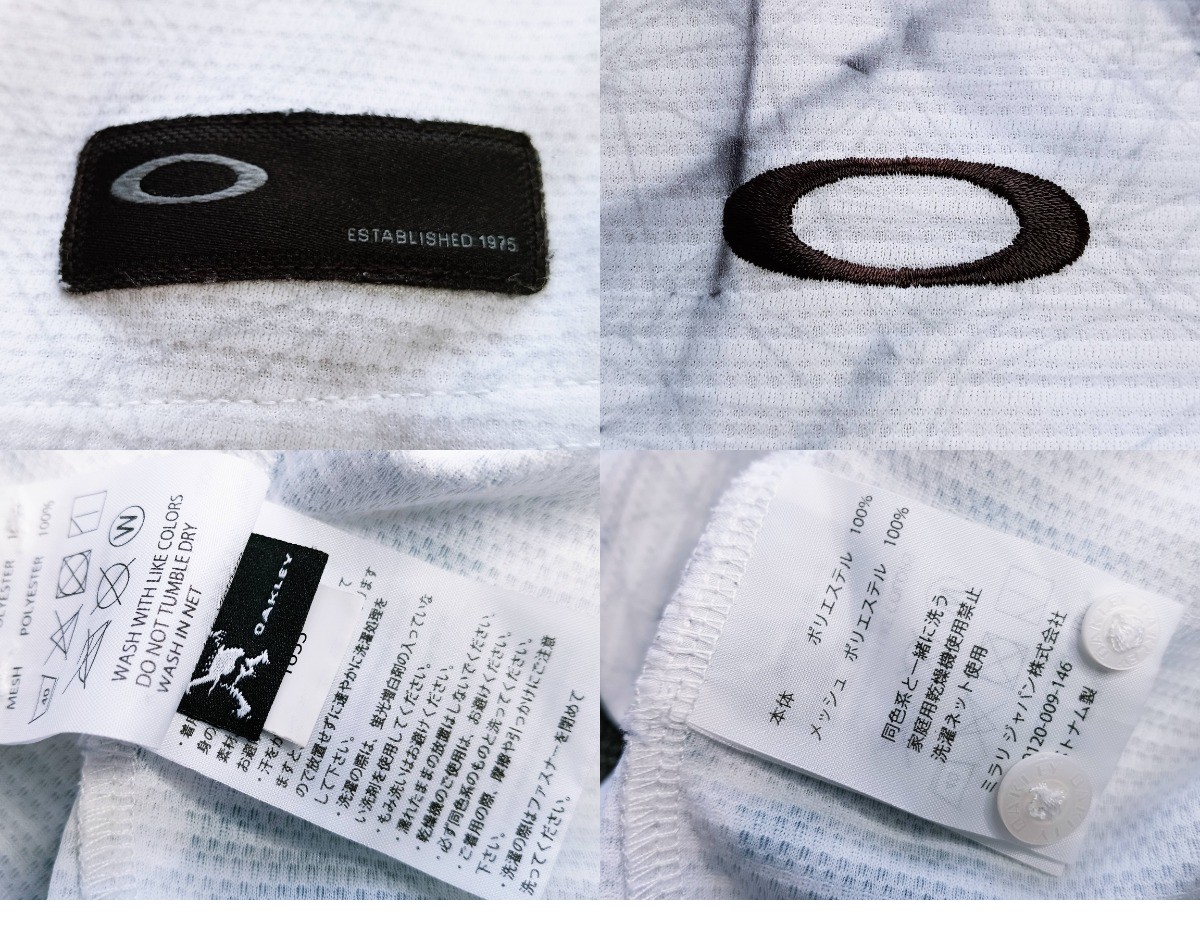 ESTABLISHED 1975
MESH POLYESTER 100%
40
W
WASH WITH LIKE COLORS
DO NOT TUMBLE DRY
WASH IN NET
OAKLEY
ので放置せずに速やかに洗濯処理を
して下さい。
・洗濯の際は、蛍光増白剤の入っていな
い洗剤を使用してください。
・もみ洗いはお避けください。
・濡れたままの放置はしないでください。
・乾燥機のご使用は、お避けください。
・必ず同色系のものと洗ってください。
・ご着用の際、摩擦や引っかけにご注意
下さい。
・洗濯の際はファスナーを閉めて
洗ってください。
本体 ポリエステル 100%
メッシュ ポリエステル 100%
同色系と一緒に洗う
家庭用乾燥機使用禁止
洗濯ネット使用
ミラリ ジャパン株式会社
0120-009-146
トナム製